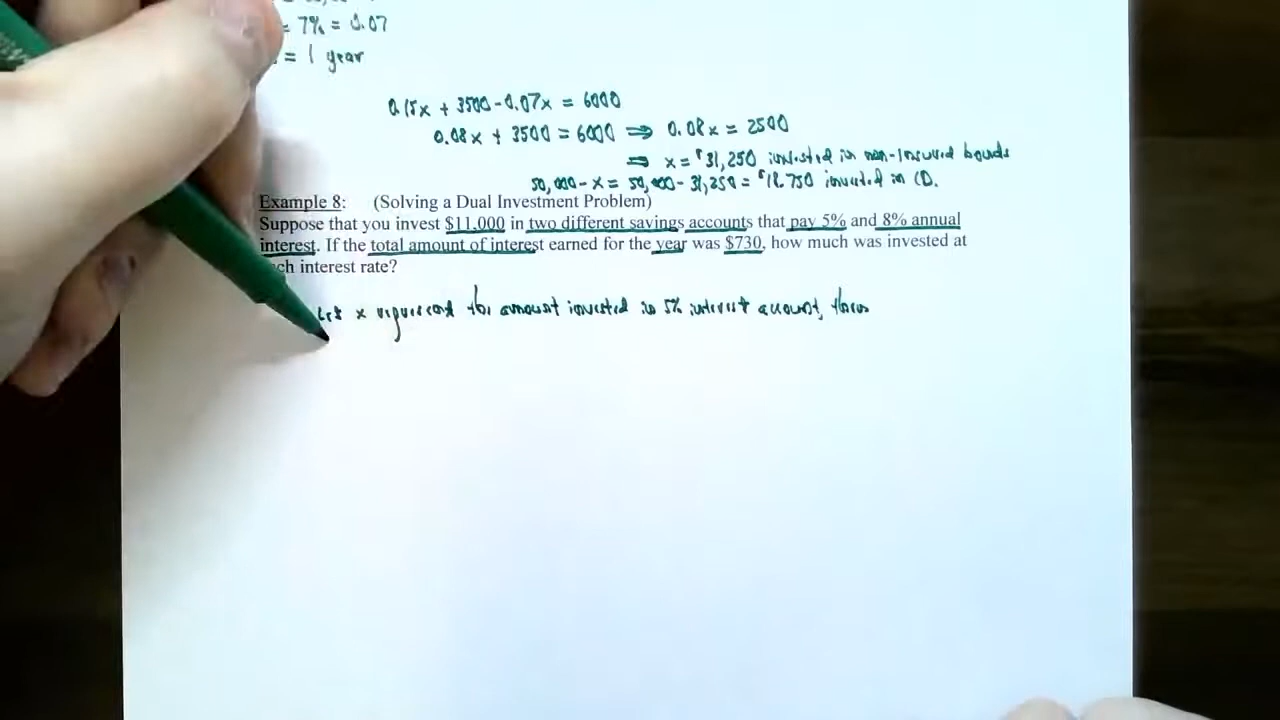 = 7% = 0.07
= 1 year
0.15x + 3500 - 0.07x = 6000
0.08x + 3500 = 6000 ⇒ 0.08x = 2500
⇒ x = $31,250 invested in non-insured bonds
50,000 - x = 50,000 - 31,250 = $18,750 invested in CD.
Example 8: (Solving a Dual Investment Problem)
Suppose that you invest $11,000 in two different savings accounts that pay 5% and 8% annual
interest. If the total amount of interest earned for the year was $730, how much was invested at
ch interest rate?
Let x represent the amount invested in 5% interest account, then